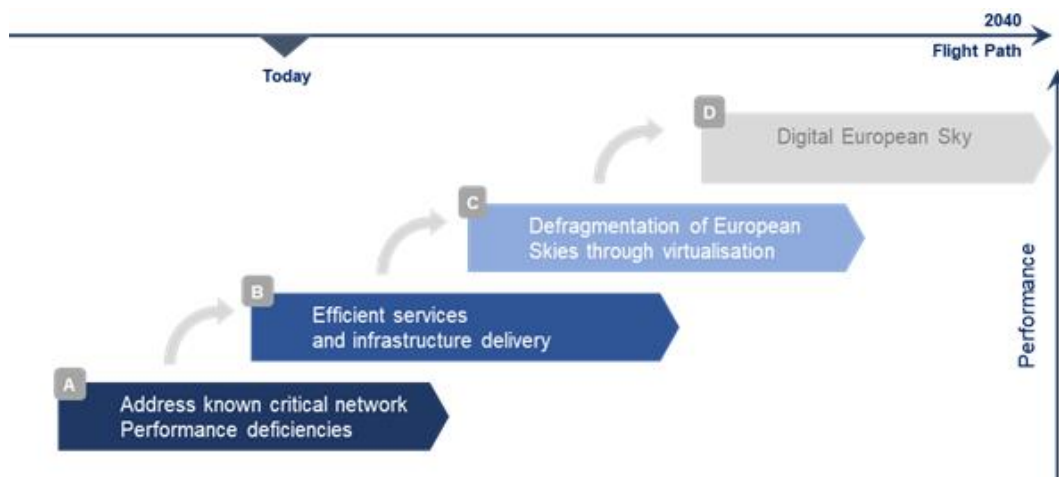 2040
Flight Path
Today
D
Digital European Sky
C
Defragmentation of European
Skies through virtualisation
B
Efficient services
and infrastructure delivery
A
Address known critical network
Performance deficiencies
Performance